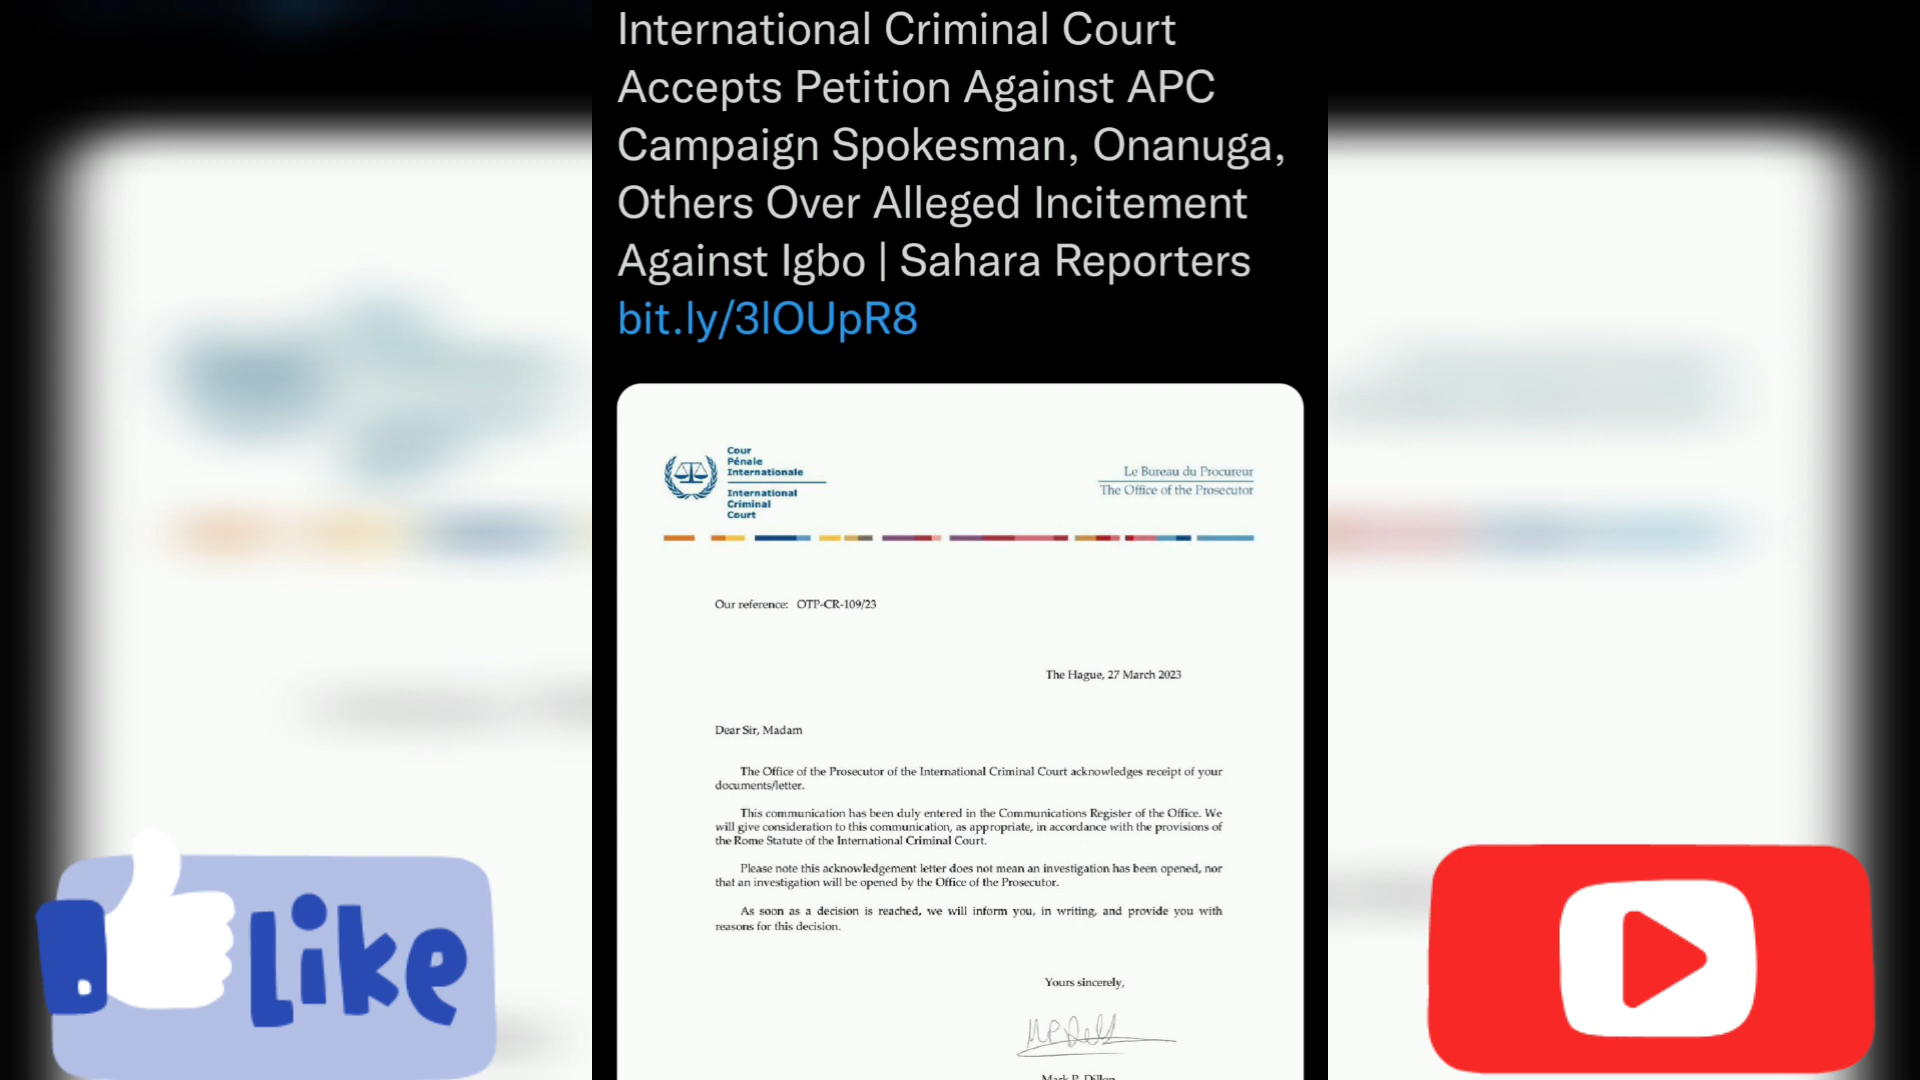 International Criminal Court
Accepts Petition Against APC
Campaign Spokesman, Onanuga,
Others Over Alleged Incitement
Against Igbo | Sahara Reporters
bit.ly/3lOUpR8
Cour
Pénale
Internationale
International
Criminal
Court
Le Bureau du Procureur
The Office of the Prosecutor
Our reference: OTP-CR-109/23
The Hague, 27 March 2023
Dear Sir, Madam
The Office of the Prosecutor of the International Criminal Court acknowledges receipt of your
documents/letter.
This communication has been duly entered in the Communications Register of the Office. We
will give consideration to this communication, as appropriate, in accordance with the provisions of
the Rome Statute of the International Criminal Court.
Please note this acknowledgement letter does not mean an investigation has been opened, nor
that an investigation will be opened by the Office of the Prosecutor.
As soon as a decision is reached, we will inform you, in writing, and provide you with
reasons for this decision.
Yours sincerely,
Mark P. Dillon
Like